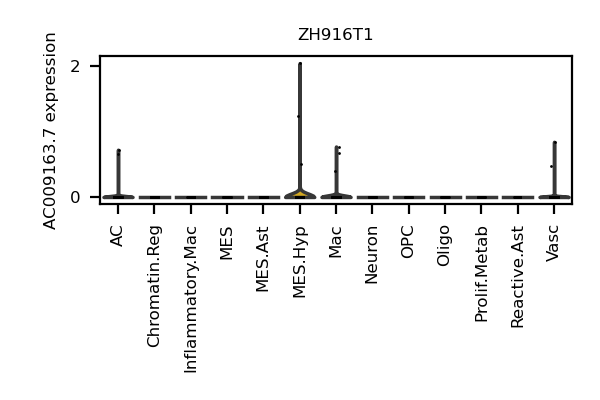 ZH916T1
AC009163.7 expression
2
0
AC
Chromatin.Reg
Inflammatory.Mac
MES
MES.Ast
MES.Hyp
Mac
Neuron
OPC
Oligo
Prolif.Metab
Reactive.Ast
Vasc